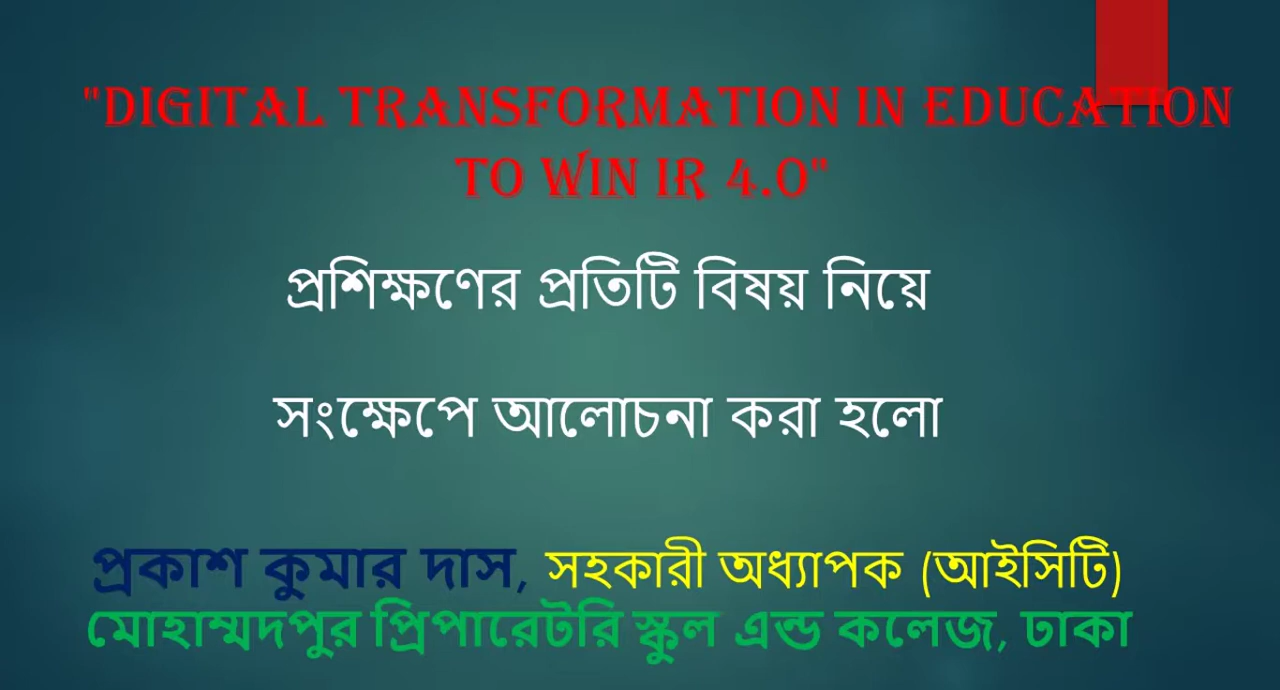 "DIGITAL TRANSFORMATION IN EDUCATION
TO WIN IR 4.0"
প্রশিক্ষণের প্রতিটি বিষয় নিয়ে
সংক্ষেপে আলোচনা করা হলো
প্রকাশ কুমার দাস, সহকারী অধ্যাপক (আইসিটি)
মোহাম্মদপুর প্রিপারেটরি স্কুল এন্ড কলেজ, ঢাকা